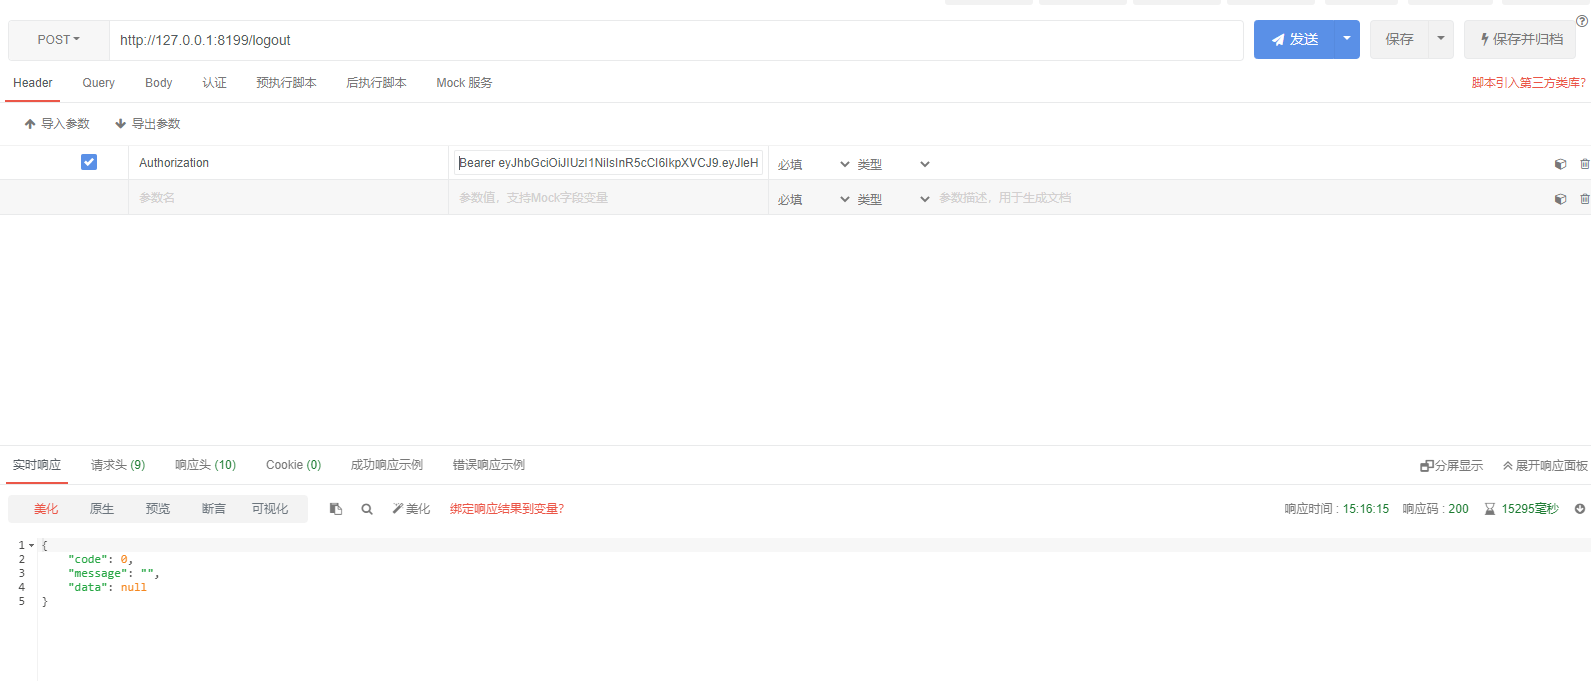 POST http://127.0.0.1:8199/logout 发送 保存 保存并归档
Header Query Body 认证 预执行脚本 后执行脚本 Mock 服务 脚本引入第三方类库?
导入参数 导出参数
Authorization Bearer eyJhbGciOiJIUzI1NiIsInR5cCI6IkpXVCJ9.eyJleH 必填 类型
参数名 参数值，支持Mock字段变量 必填 类型 参数描述，用于生成文档
实时响应 请求头 (9) 响应头 (10) Cookie (0) 成功响应示例 错误响应示例 分屏显示 展开响应面板
美化 原生 预览 断言 可视化 美化 绑定响应结果到变量? 响应时间 : 15:16:15 响应码 : 200 15295毫秒
1 {
2 "code": 0,
3 "message": "",
4 "data": null
5 }